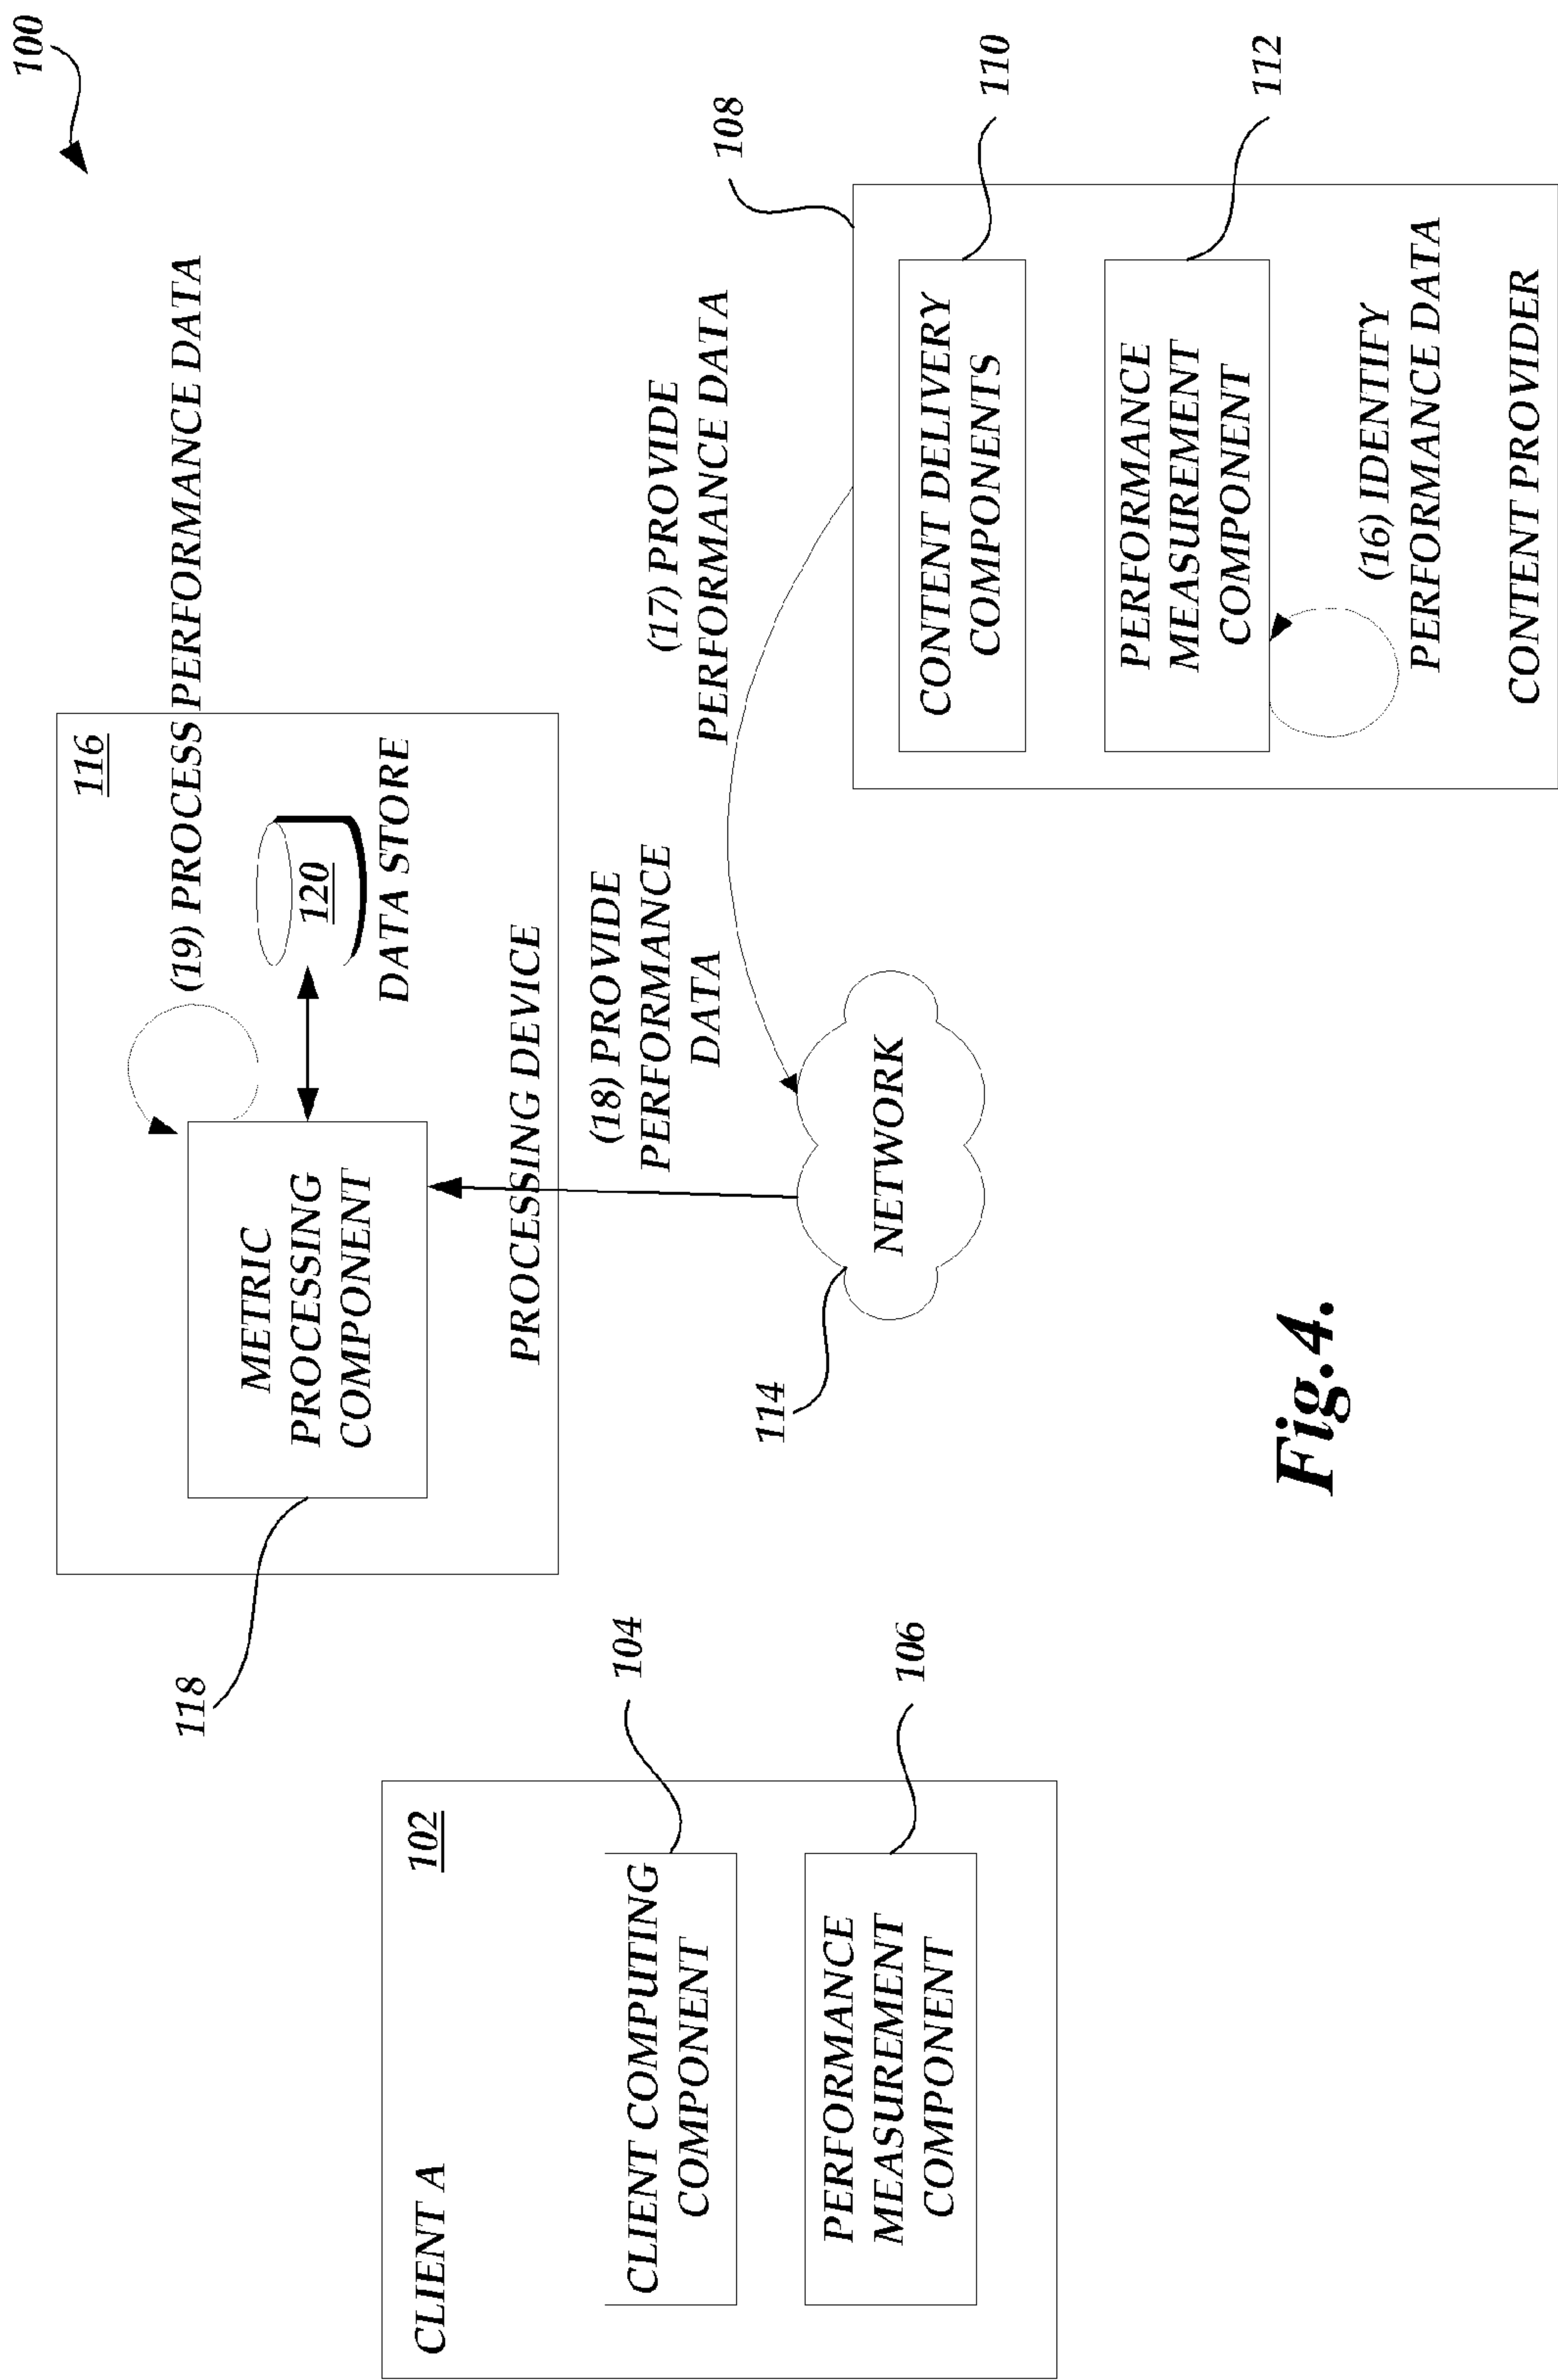 100
116
(19) PROCESS PERFORMANCE DATA
118
METRIC
PROCESSING
COMPONENT
120
DATA STORE
PROCESSING DEVICE
CLIENT A
102
104
CLIENT COMPUTING
COMPONENT
106
PERFORMANCE
MEASUREMENT
COMPONENT
(18) PROVIDE
PERFORMANCE
DATA
(17) PROVIDE
PERFORMANCE DATA
114
NETWORK
108
110
CONTENT DELIVERY
COMPONENTS
112
PERFORMANCE
MEASUREMENT
COMPONENT
(16) IDENTIFY
PERFORMANCE DATA
CONTENT PROVIDER
Fig.4.